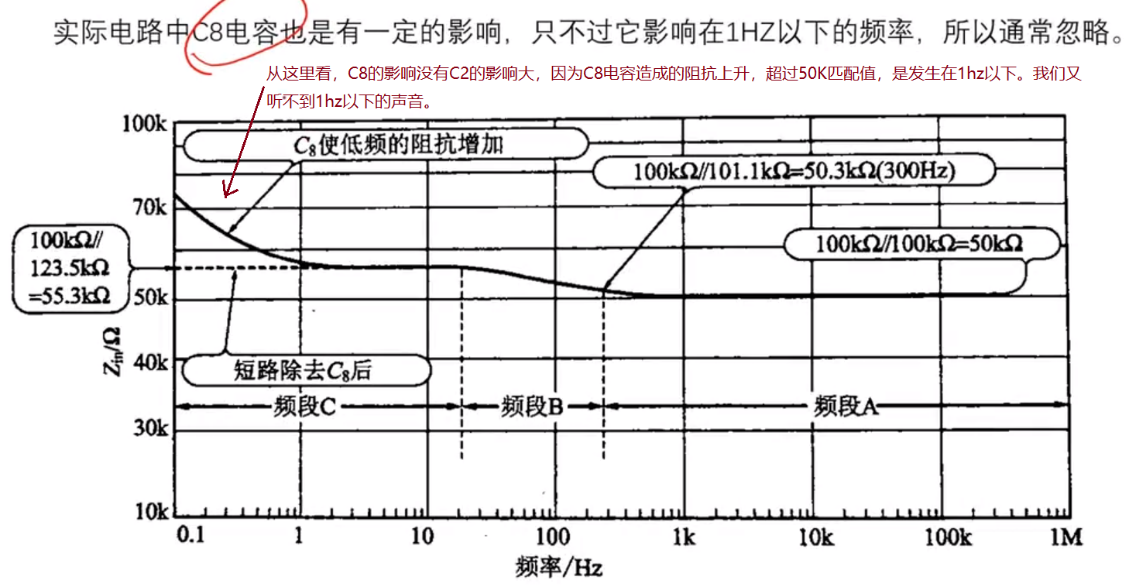 实际电路中C8电容也是有一定的影响，只不过它影响在1HZ以下的频率，所以通常忽略。
从这里看，C8的影响没有C2的影响大，因为C8电容造成的阻抗上升，超过50K匹配值，是发生在1hz以下。我们又
听不到1hz以下的声音。
100k
C₈使低频的阻抗增加
100kΩ//101.1kΩ=50.3kΩ(300Hz)
70k
100kΩ//
123.5kΩ
=55.3kΩ
100kΩ//100kΩ=50kΩ
50k
Zin/Ω
40k
短路除去C₈后
频段C
频段B
频段A
30k
10k
0.1
1
10
100
1k
10k
100k
1M
频率/Hz